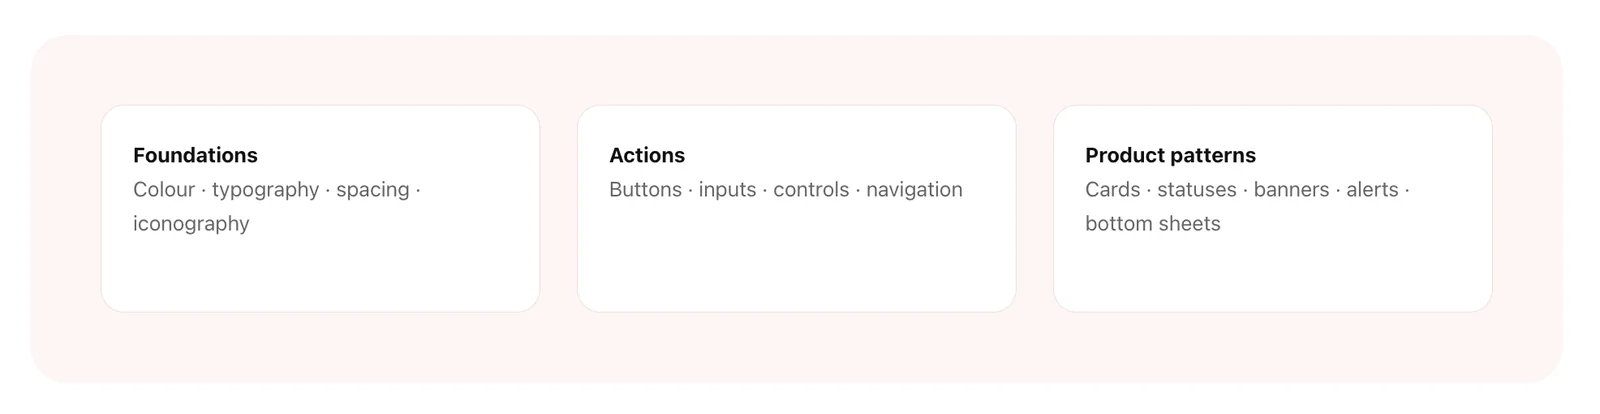 Foundations
Colour · typography · spacing ·
iconography
Actions
Buttons · inputs · controls · navigation
Product patterns
Cards · statuses · banners · alerts ·
bottom sheets